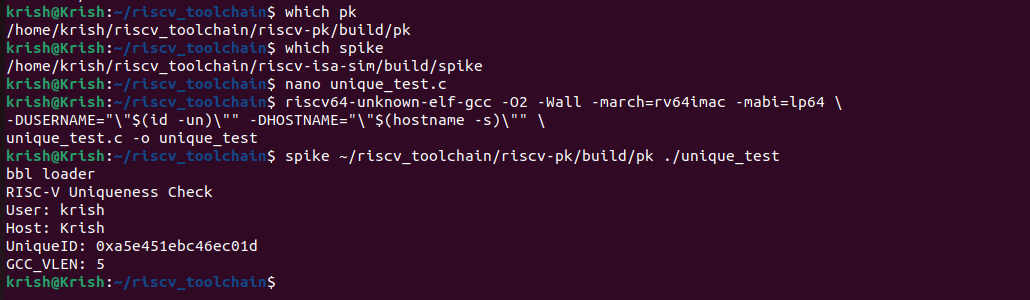 krish@Krish:~/riscv_toolchain$ which pk
/home/krish/riscv_toolchain/riscv-pk/build/pk
krish@Krish:~/riscv_toolchain$ which spike
/home/krish/riscv_toolchain/riscv-isa-sim/build/spike
krish@Krish:~/riscv_toolchain$ nano unique_test.c
krish@Krish:~/riscv_toolchain$ riscv64-unknown-elf-gcc -O2 -Wall -march=rv64imac -mabi=lp64 \
-DUSERNAME="\"$(id -un)\"" -DHOSTNAME="\"$(hostname -s)\"" \
unique_test.c -o unique_test
krish@Krish:~/riscv_toolchain$ spike ~/riscv_toolchain/riscv-pk/build/pk ./unique_test
bbl loader
RISC-V Uniqueness Check
User: krish
Host: Krish
UniqueID: 0xa5e451ebc46ec01d
GCC_VLEN: 5
krish@Krish:~/riscv_toolchain$